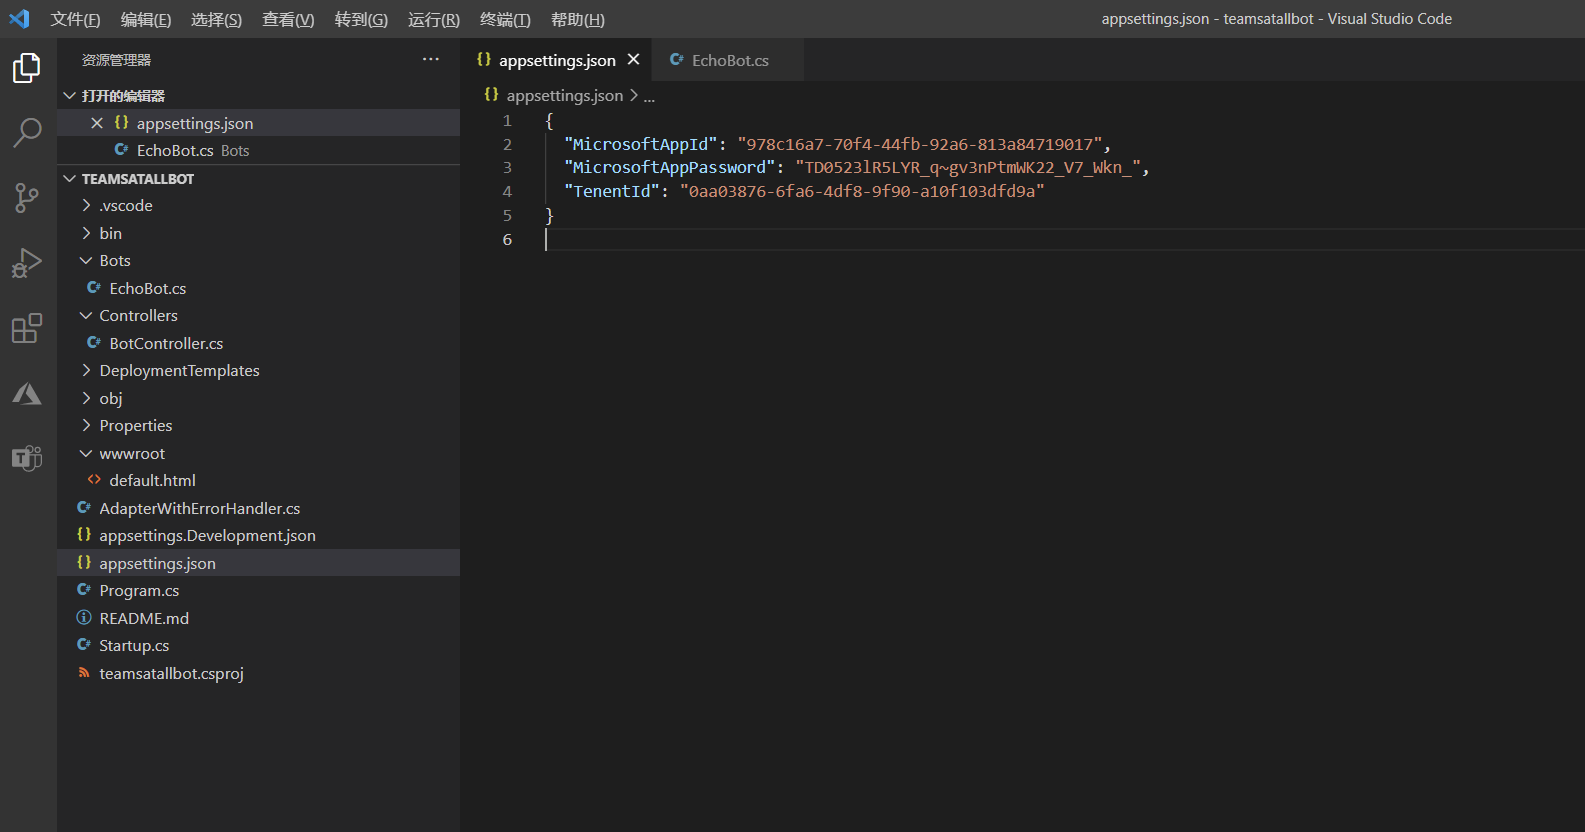 文件(F) 编辑(E) 选择(S) 查看(V) 转到(G) 运行(R) 终端(T) 帮助(H) appsettings.json - teamsatallbot - Visual Studio Code
资源管理器 ...
打开的编辑器
{} appsettings.json
C# EchoBot.cs Bots
TEAMSATALLBOT
.vscode
bin
Bots
C# EchoBot.cs
Controllers
C# BotController.cs
DeploymentTemplates
obj
Properties
wwwroot
<> default.html
C# AdapterWithErrorHandler.cs
{} appsettings.Development.json
{} appsettings.json
C# Program.cs
README.md
C# Startup.cs
teamsatallbot.csproj
{} appsettings.json C# EchoBot.cs
{} appsettings.json > ...
1 {
2 "MicrosoftAppId": "978c16a7-70f4-44fb-92a6-813a84719017",
3 "MicrosoftAppPassword": "TD0523lR5LYR_q~gv3nPtmWK22_V7_Wkn_",
4 "TenentId": "0aa03876-6fa6-4df8-9f90-a10f103dfd9a"
5 }
6